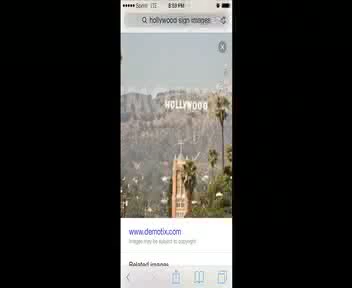 Sprint LTE 8:59 PM
hollywood sign images
HOLLYWOOD
www.demotix.com
Images may be subject to copyright
Related images